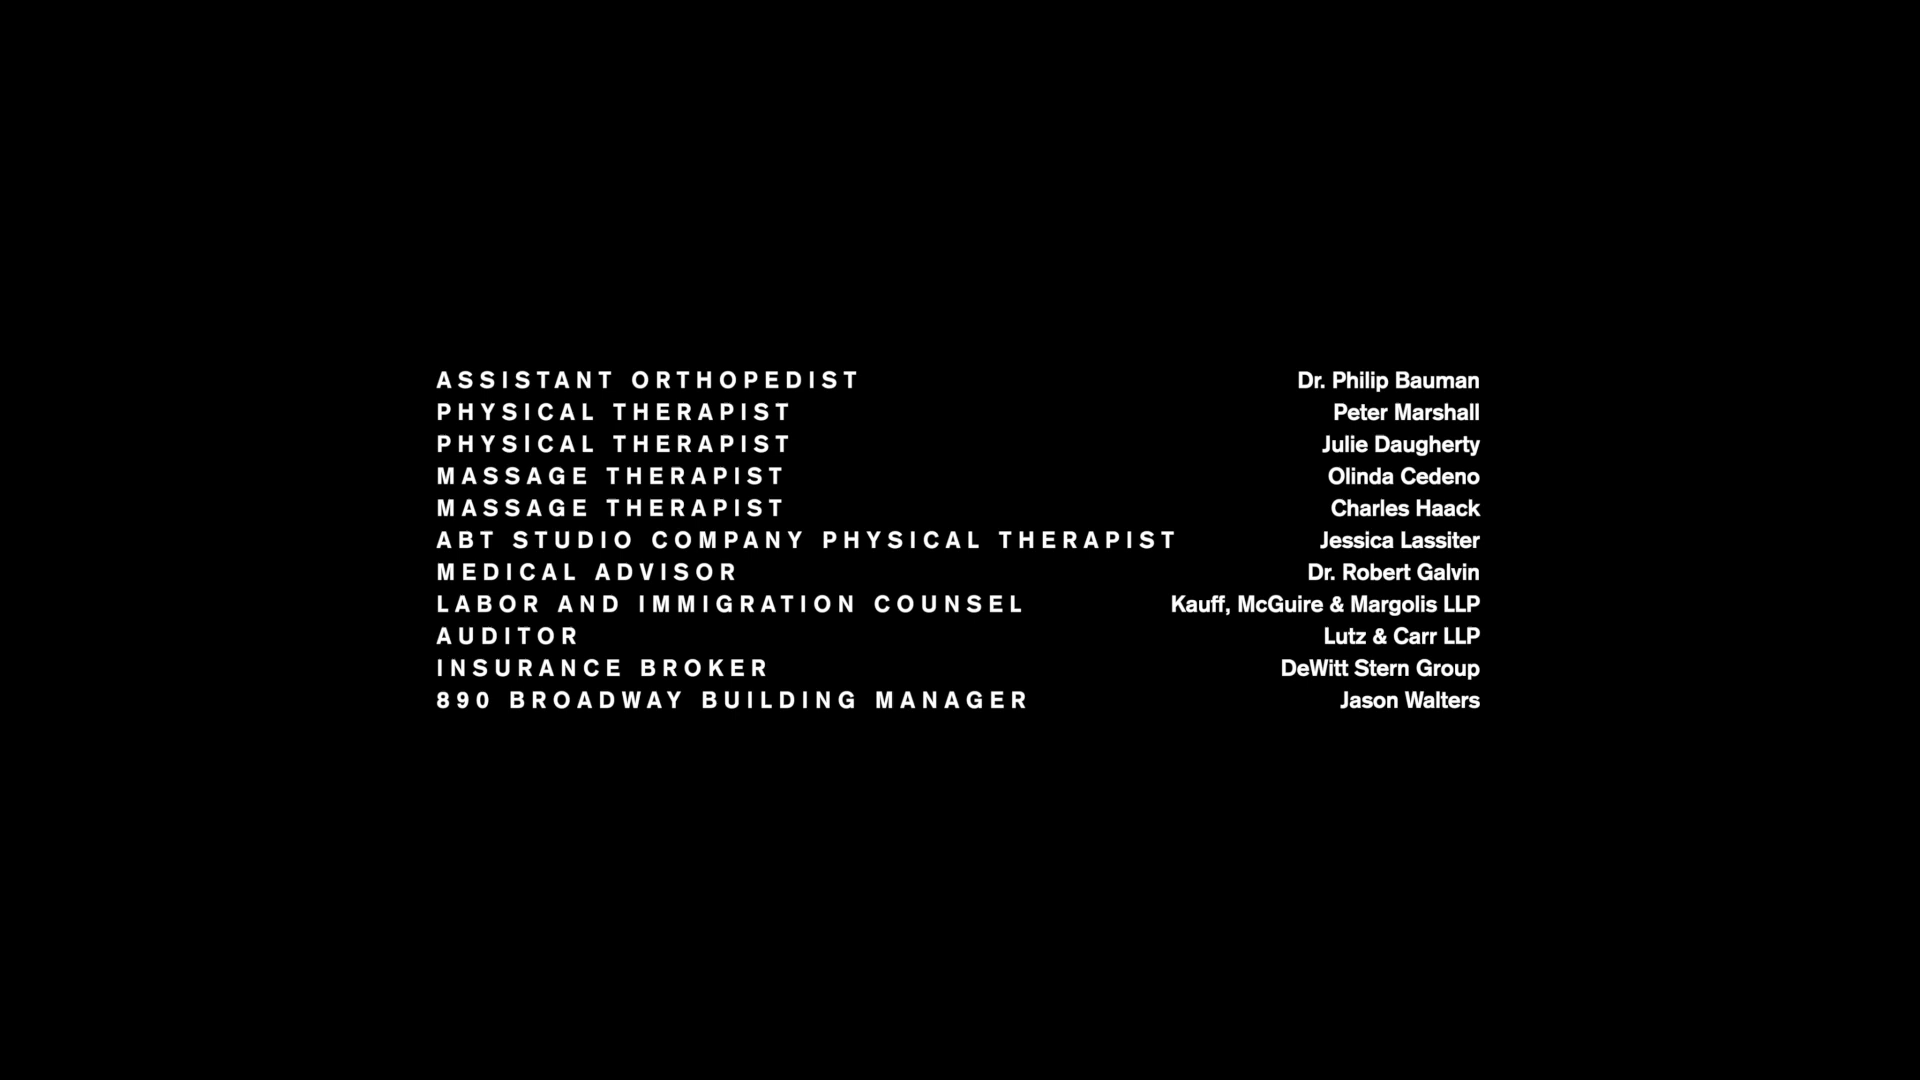 ASSISTANT ORTHOPEDIST Dr. Philip Bauman
PHYSICAL THERAPIST Peter Marshall
PHYSICAL THERAPIST Julie Daugherty
MASSAGE THERAPIST Olinda Cedeno
MASSAGE THERAPIST Charles Haack
ABT STUDIO COMPANY PHYSICAL THERAPIST Jessica Lassiter
MEDICAL ADVISOR Dr. Robert Galvin
LABOR AND IMMIGRATION COUNSEL Kauff, McGuire & Margolis LLP
AUDITOR Lutz & Carr LLP
INSURANCE BROKER DeWitt Stern Group
890 BROADWAY BUILDING MANAGER Jason Walters